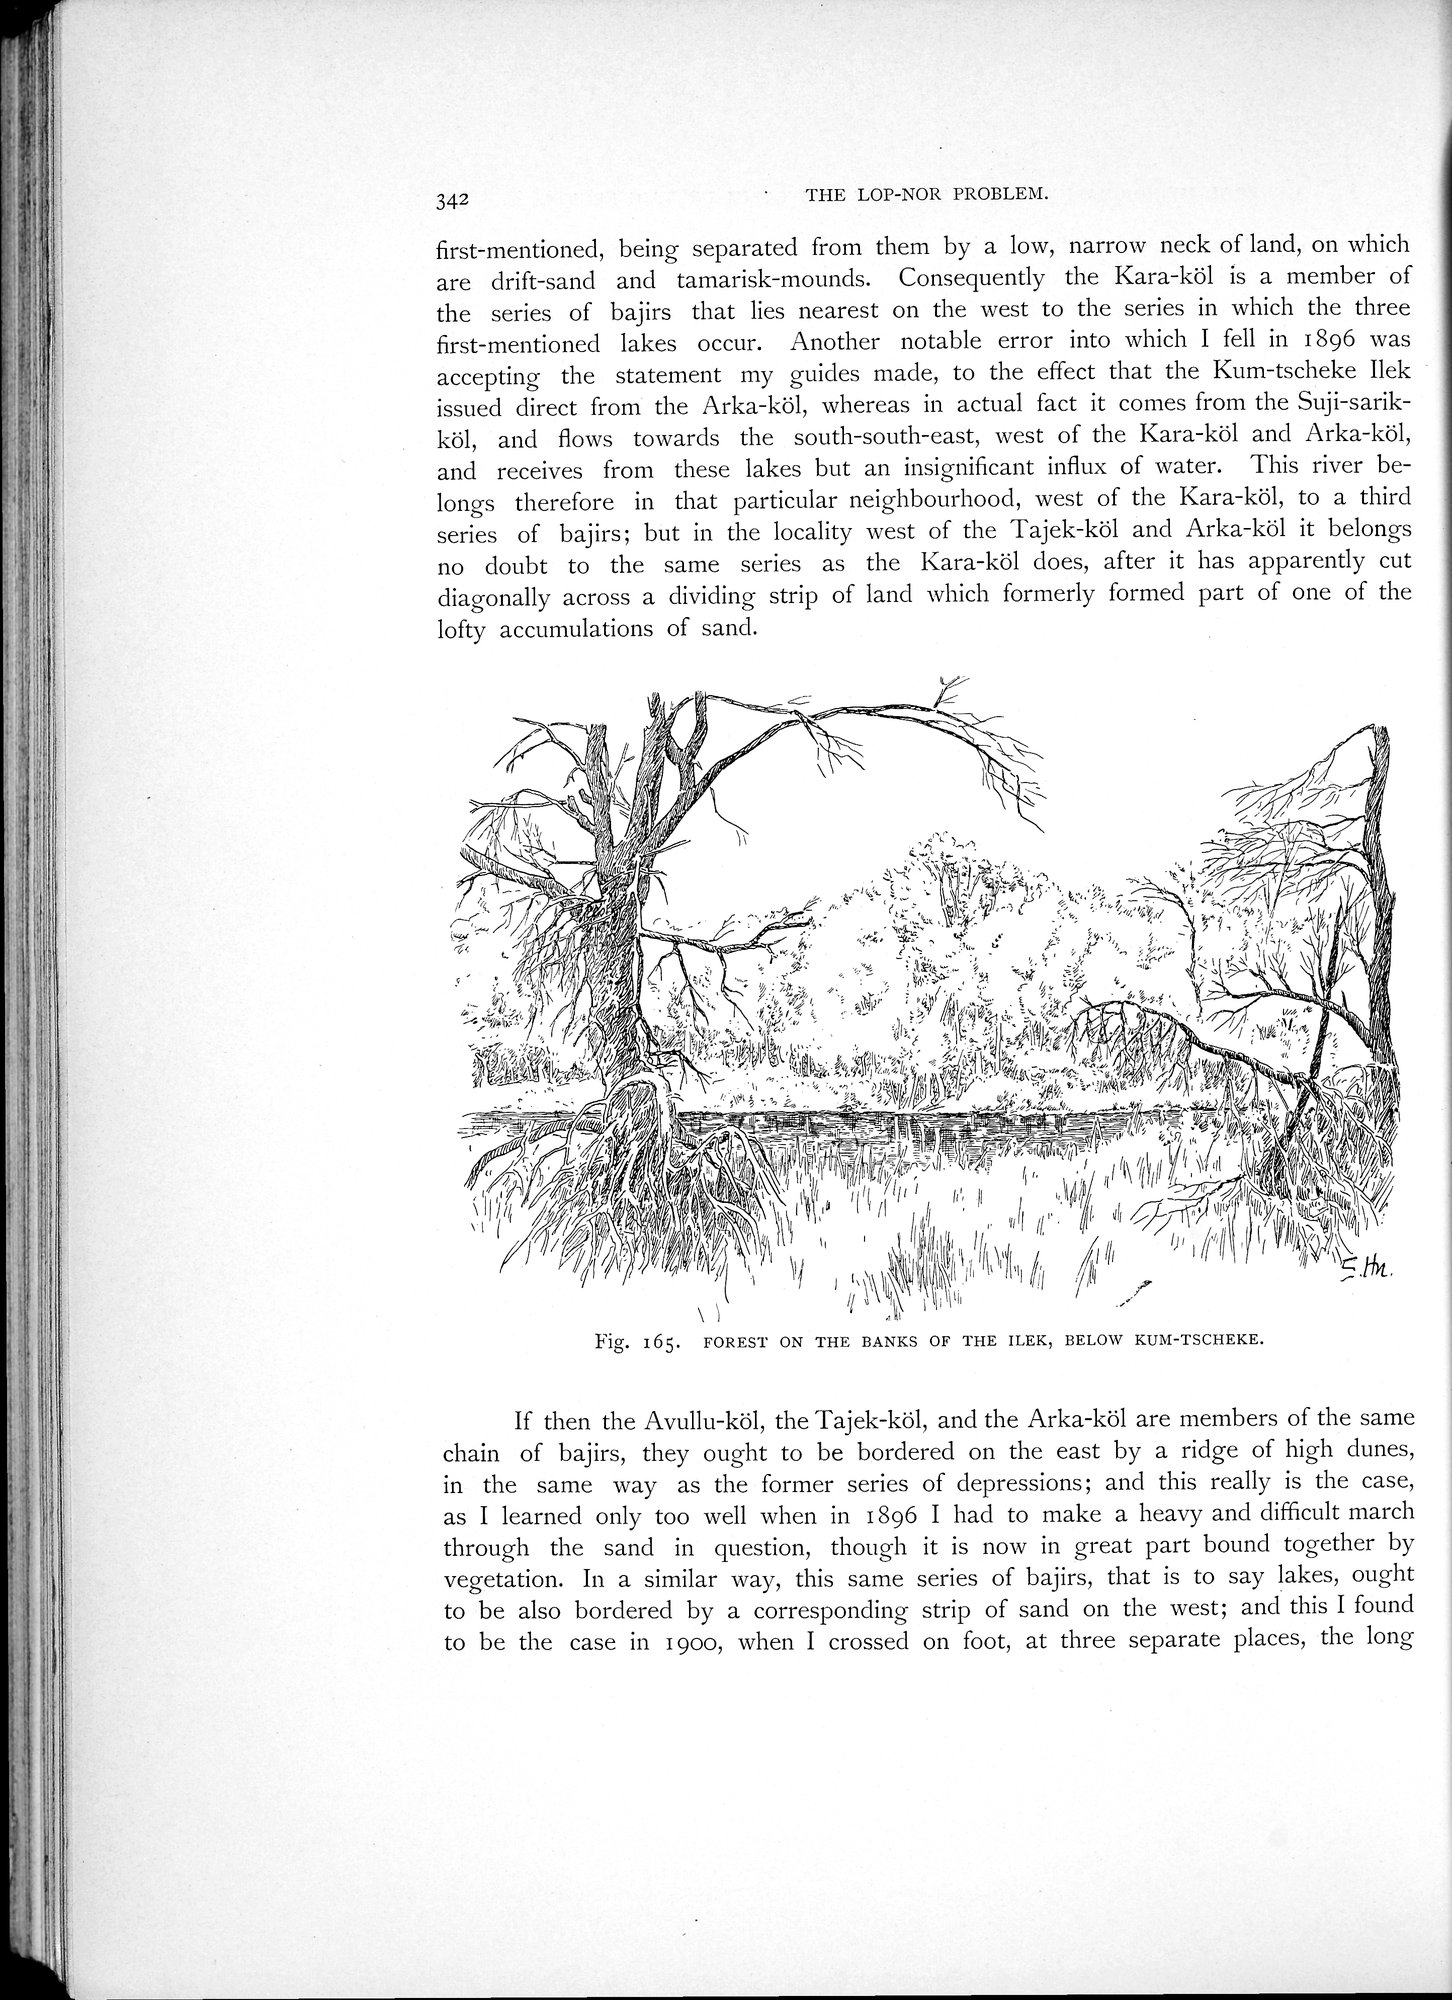 342
THE LOP-NOR PROBLEM.
first-mentioned, being separated from them by a low, narrow neck of land, on which
are drift-sand and tamarisk-mounds. Consequently the Kara-köl is a member of
the series of bajirs that lies nearest on the west to the series in which the three
first-mentioned lakes occur. Another notable error into which I fell in 1896 was
accepting the statement my guides made, to the effect that the Kum-tscheke Ilek
issued direct from the Arka-köl, whereas in actual fact it comes from the Suji-sarik-
köl, and flows towards the south-south-east, west of the Kara-köl and Arka-köl,
and receives from these lakes but an insignificant influx of water. This river be-
longs therefore in that particular neighbourhood, west of the Kara-köl, to a third
series of bajirs; but in the locality west of the Tajek-köl and Arka-köl it belongs
no doubt to the same series as the Kara-köl does, after it has apparently cut
diagonally across a dividing strip of land which formerly formed part of one of the
lofty accumulations of sand.
S.Hn.
Fig. 165. FOREST ON THE BANKS OF THE ILEK, BELOW KUM-TSCHEKE.
If then the Avullu-köl, the Tajek-köl, and the Arka-köl are members of the same
chain of bajirs, they ought to be bordered on the east by a ridge of high dunes,
in the same way as the former series of depressions; and this really is the case,
as I learned only too well when in 1896 I had to make a heavy and difficult march
through the sand in question, though it is now in great part bound together by
vegetation. In a similar way, this same series of bajirs, that is to say lakes, ought
to be also bordered by a corresponding strip of sand on the west; and this I found
to be the case in 1900, when I crossed on foot, at three separate places, the long